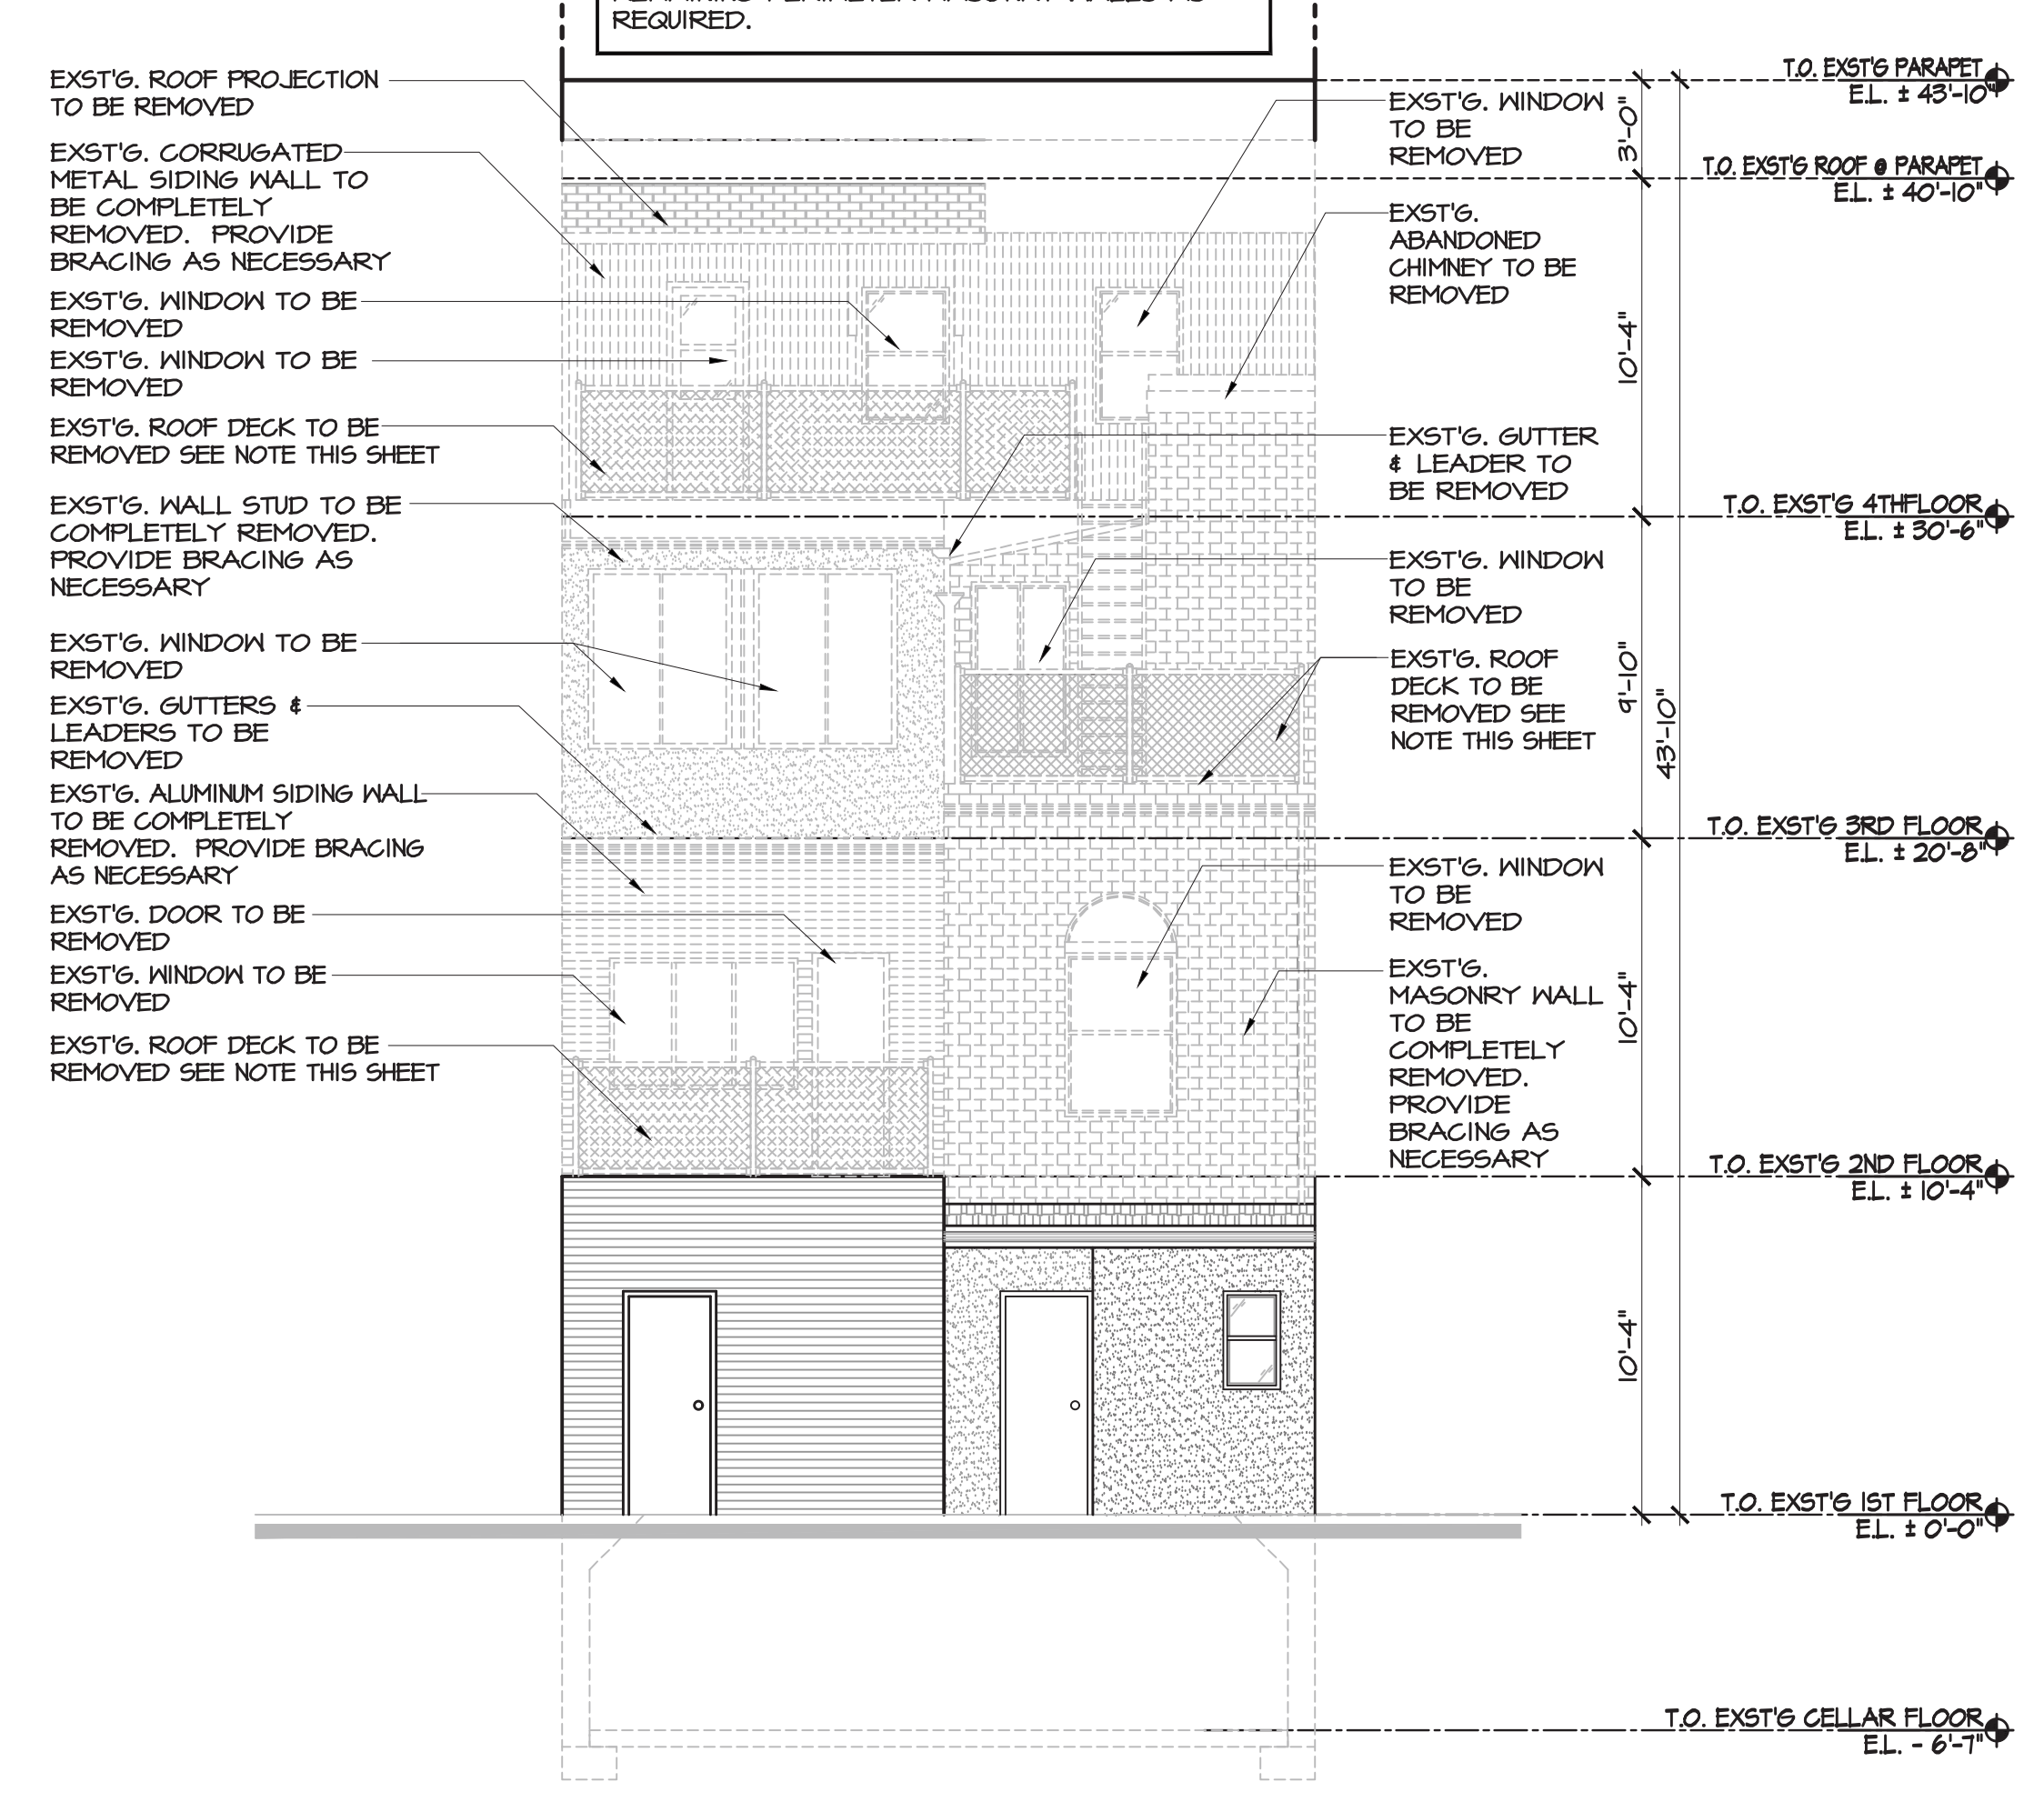 REQUIRED.
EXST'G. ROOF PROJECTION
TO BE REMOVED
EXST'G. CORRUGATED
METAL SIDING WALL TO
BE COMPLETELY
REMOVED. PROVIDE
BRACING AS NECESSARY
EXST'G. WINDOW TO BE
REMOVED
EXST'G. WINDOW TO BE
REMOVED
EXST'G. ROOF DECK TO BE
REMOVED SEE NOTE THIS SHEET
EXST'G. WALL STUD TO BE
COMPLETELY REMOVED.
PROVIDE BRACING AS
NECESSARY
EXST'G. WINDOW TO BE
REMOVED
EXST'G. GUTTERS &
LEADERS TO BE
REMOVED
EXST'G. ALUMINUM SIDING WALL
TO BE COMPLETELY
REMOVED. PROVIDE BRACING
AS NECESSARY
EXST'G. DOOR TO BE
REMOVED
EXST'G. WINDOW TO BE
REMOVED
EXST'G. ROOF DECK TO BE
REMOVED SEE NOTE THIS SHEET
EXST'G. WINDOW
TO BE
REMOVED
EXST'G.
ABANDONED
CHIMNEY TO BE
REMOVED
EXST'G. GUTTER
& LEADER TO
BE REMOVED
EXST'G. WINDOW
TO BE
REMOVED
EXST'G. ROOF
DECK TO BE
REMOVED SEE
NOTE THIS SHEET
EXST'G. WINDOW
TO BE
REMOVED
EXST'G.
MASONRY WALL
TO BE
COMPLETELY
REMOVED.
PROVIDE
BRACING AS
NECESSARY
3'-0"
10'-4"
9'-10"
10'-4"
10'-4"
43'-10"
T.O. EXST'G PARAPET
E.L. ± 43'-10"
T.O. EXST'G ROOF @ PARAPET
E.L. ± 40'-10"
T.O. EXST'G 4THFLOOR
E.L. ± 30'-6"
T.O. EXST'G 3RD FLOOR
E.L. ± 20'-8"
T.O. EXST'G 2ND FLOOR
E.L. ± 10'-4"
T.O. EXST'G 1ST FLOOR
E.L. ± 0'-0"
T.O. EXST'G CELLAR FLOOR
E.L. - 6'-7"